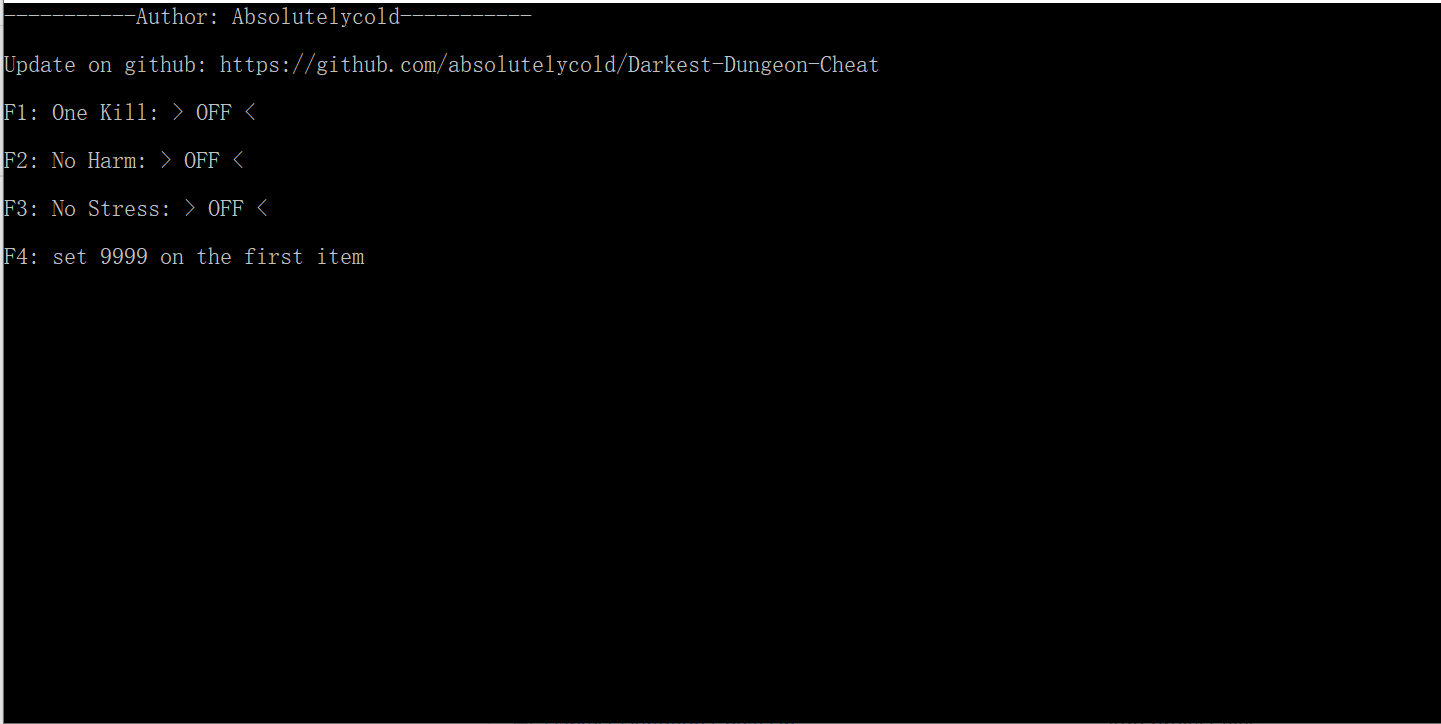 -----------Author: Absolutelycold-----------
Update on github: https://github.com/absolutelycold/Darkest-Dungeon-Cheat
F1: One Kill: > OFF <
F2: No Harm: > OFF <
F3: No Stress: > OFF <
F4: set 9999 on the first item